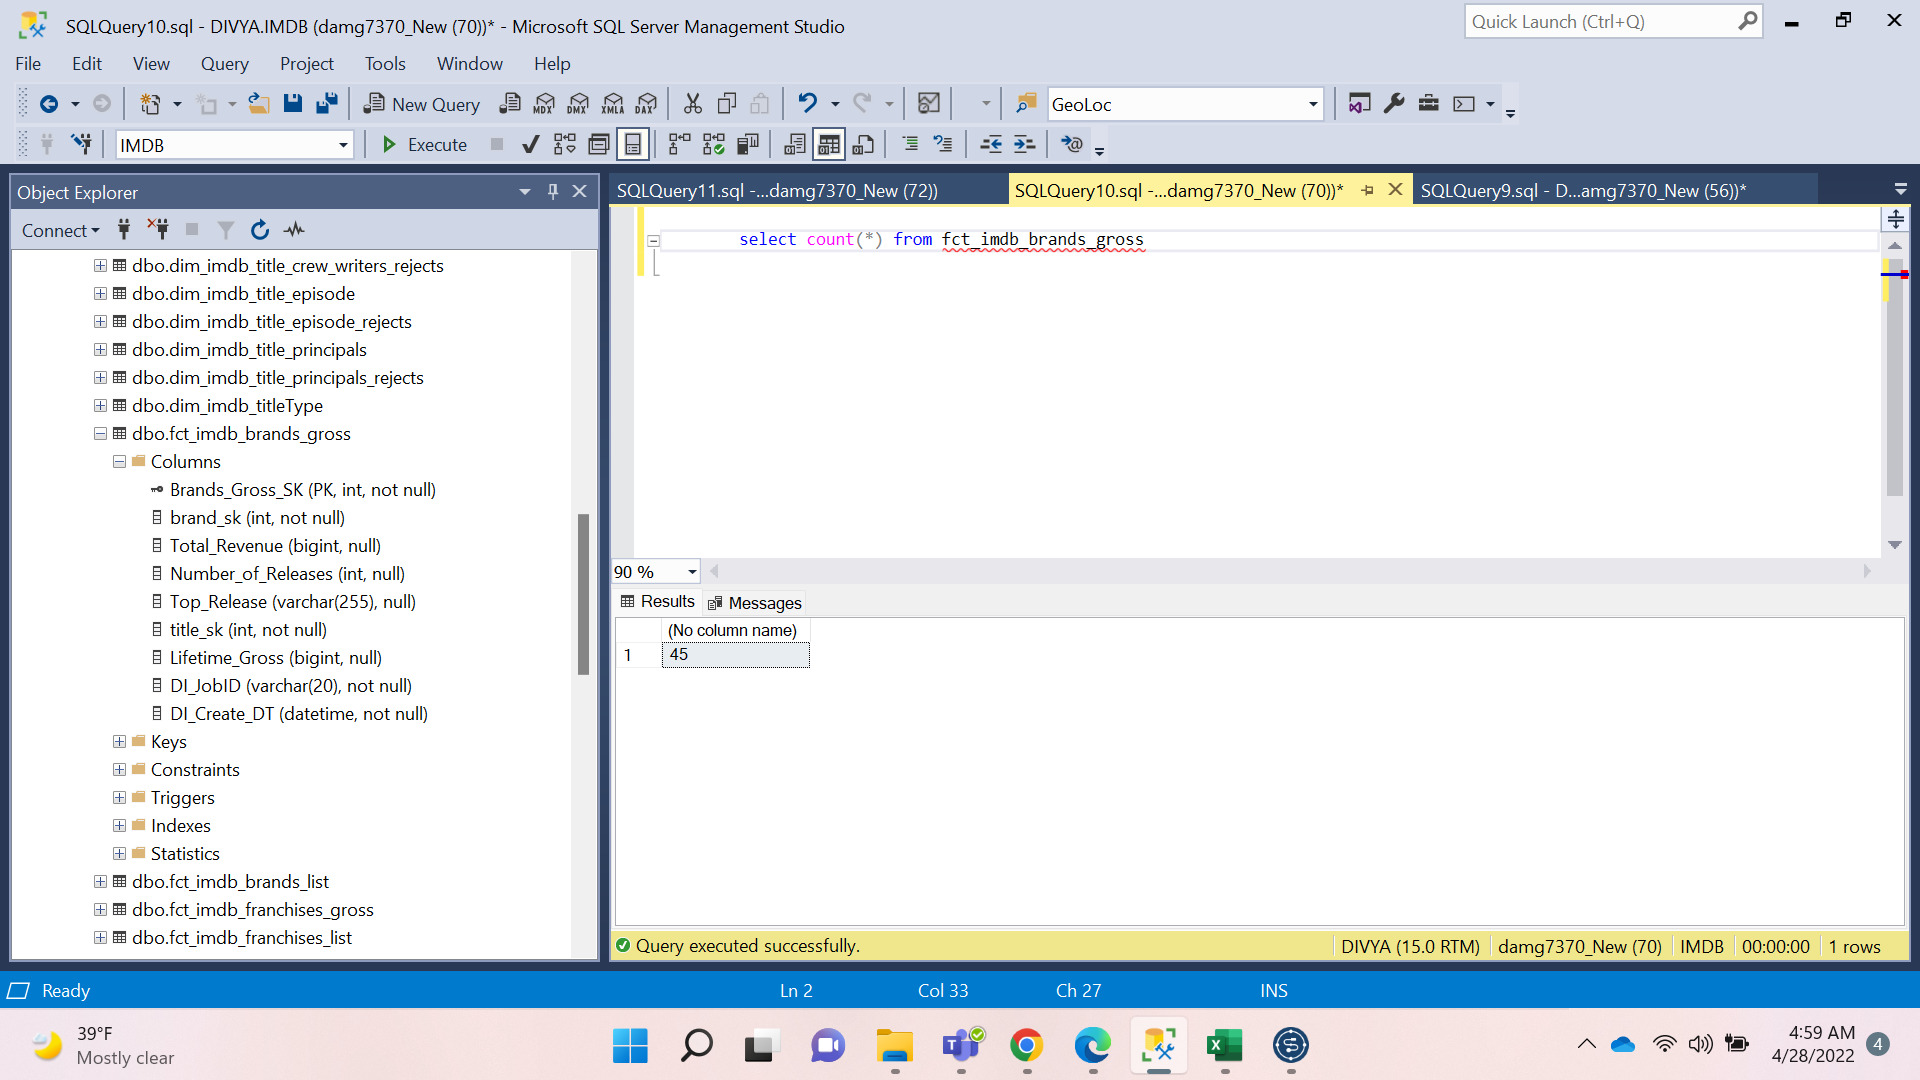 SQLQuery10.sql - DIVYA.IMDB (damg7370_New (70))* - Microsoft SQL Server Management Studio
Quick Launch (Ctrl+Q)
File Edit View Query Project Tools Window Help
New Query MDX DMX XMLA DAX GeoLoc
IMDB Execute
Object Explorer
SQLQuery11.sql -...damg7370_New (72)) SQLQuery10.sql -...damg7370_New (70))* SQLQuery9.sql - D...amg7370_New (56))*
Connect
select count(*) from fct_imdb_brands_gross
dbo.dim_imdb_title_crew_writers_rejects
dbo.dim_imdb_title_episode
dbo.dim_imdb_title_episode_rejects
dbo.dim_imdb_title_principals
dbo.dim_imdb_title_principals_rejects
dbo.dim_imdb_titleType
dbo.fct_imdb_brands_gross
Columns
Brands_Gross_SK (PK, int, not null)
brand_sk (int, not null)
Total_Revenue (bigint, null)
Number_of_Releases (int, null)
Top_Release (varchar(255), null)
title_sk (int, not null)
Lifetime_Gross (bigint, null)
DI_JobID (varchar(20), not null)
DI_Create_DT (datetime, not null)
Keys
Constraints
Triggers
Indexes
Statistics
dbo.fct_imdb_brands_list
dbo.fct_imdb_franchises_gross
dbo.fct_imdb_franchises_list
90 %
Results Messages
(No column name)
1 45
Query executed successfully. DIVYA (15.0 RTM) damg7370_New (70) IMDB 00:00:00 1 rows
Ready Ln 2 Col 33 Ch 27 INS
39°F
Mostly clear
4:59 AM
4/28/2022
4